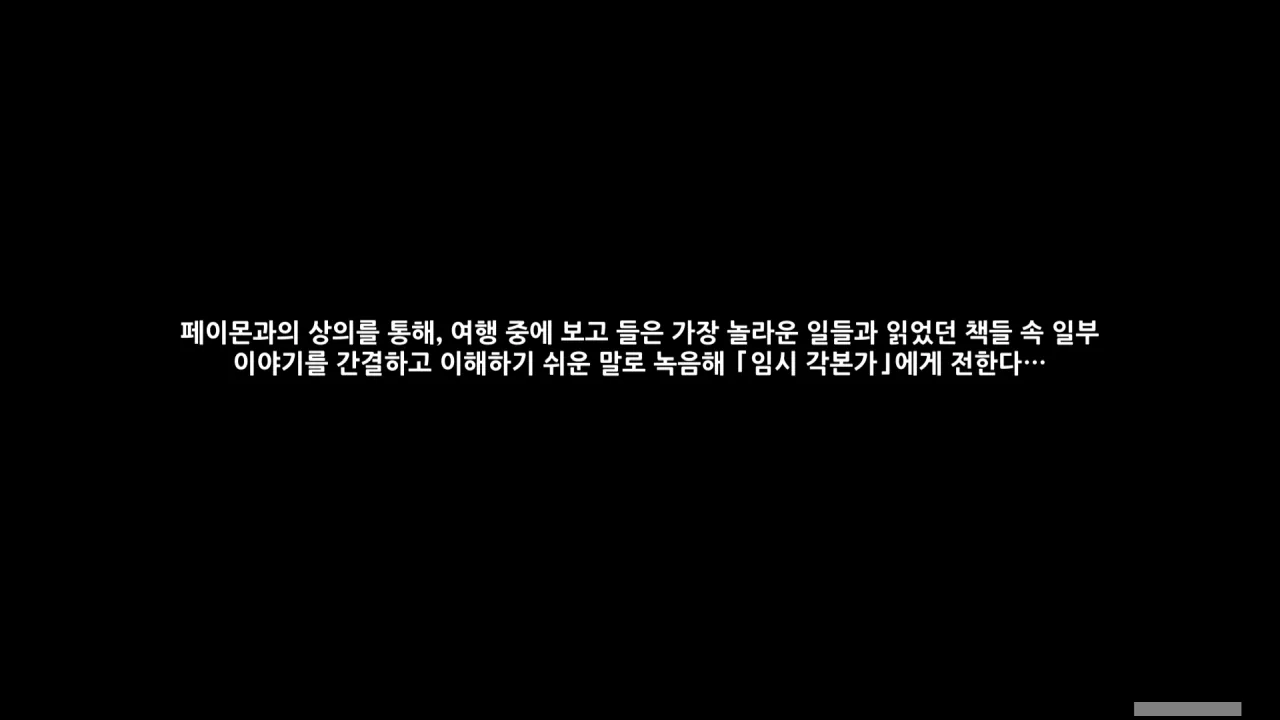 페이몬과의 상의를 통해, 여행 중에 보고 들은 가장 놀라운 일들과 읽었던 책들 속 일부
이야기를 간결하고 이해하기 쉬운 말로 녹음해 「임시 각본가」에게 전한다…